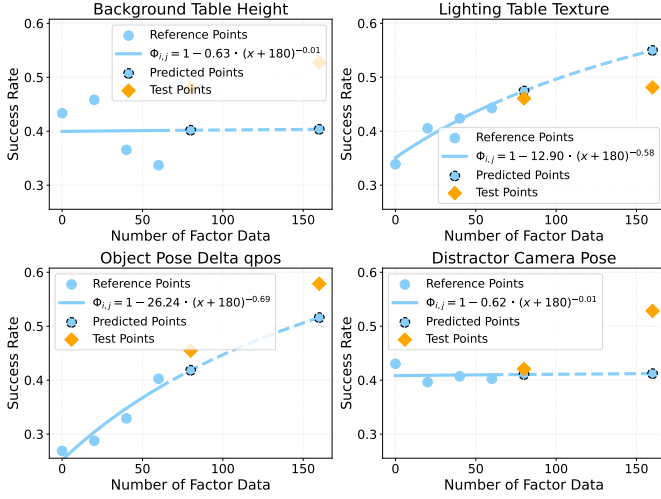 Background Table Height
Success Rate
0.6
0.5
0.4
0.3
Reference Points
Φi,j = 1 − 0.63 · (x + 180)^−0.01
Predicted Points
Test Points
0 50 100 150
Number of Factor Data
Lighting Table Texture
Success Rate
0.6
0.5
0.4
0.3
Reference Points
Φi,j = 1 − 12.90 · (x + 180)^−0.58
Predicted Points
Test Points
0 50 100 150
Number of Factor Data
Object Pose Delta qpos
Success Rate
0.6
0.5
0.4
0.3
Reference Points
Φi,j = 1 − 26.24 · (x + 180)^−0.69
Predicted Points
Test Points
0 50 100 150
Number of Factor Data
Distractor Camera Pose
Success Rate
0.6
0.5
0.4
0.3
Reference Points
Φi,j = 1 − 0.62 · (x + 180)^−0.01
Predicted Points
Test Points
0 50 100 150
Number of Factor Data